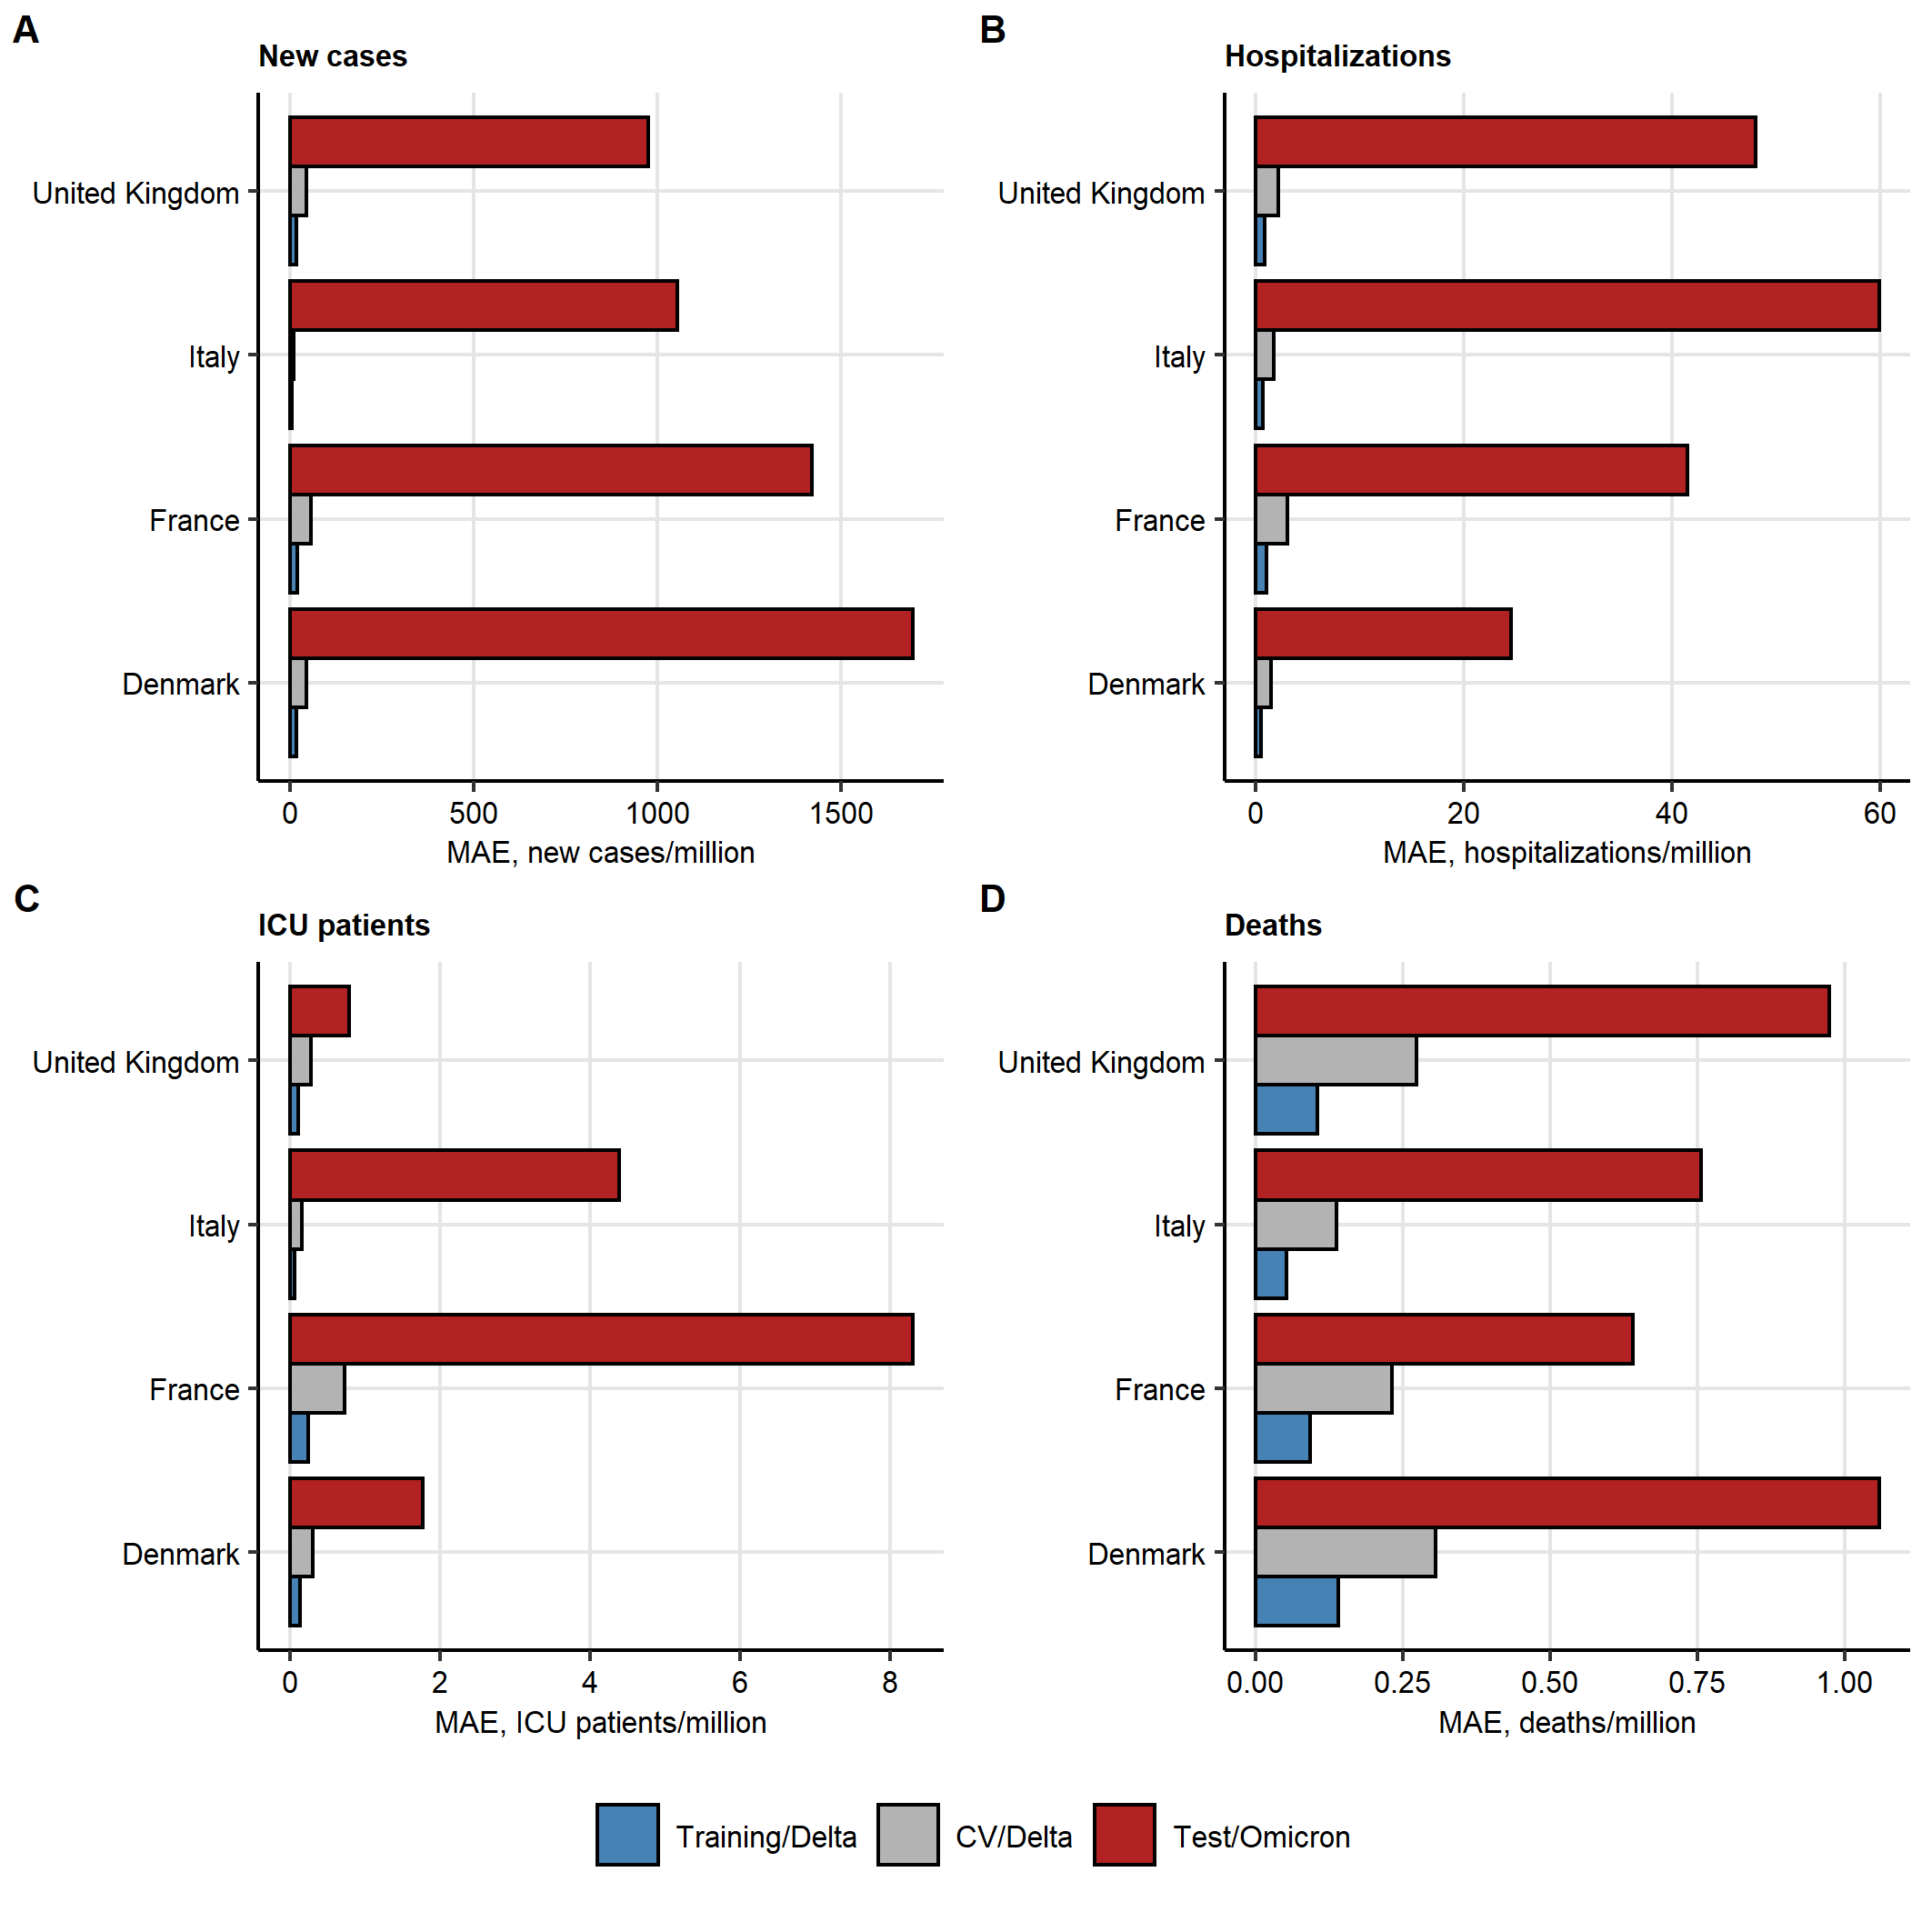 A
New cases
United Kingdom
Italy
France
Denmark
0 500 1000 1500
MAE, new cases/million
B
Hospitalizations
United Kingdom
Italy
France
Denmark
0 20 40 60
MAE, hospitalizations/million
C
ICU patients
United Kingdom
Italy
France
Denmark
0 2 4 6 8
MAE, ICU patients/million
D
Deaths
United Kingdom
Italy
France
Denmark
0.00 0.25 0.50 0.75 1.00
MAE, deaths/million
Training/Delta CV/Delta Test/Omicron